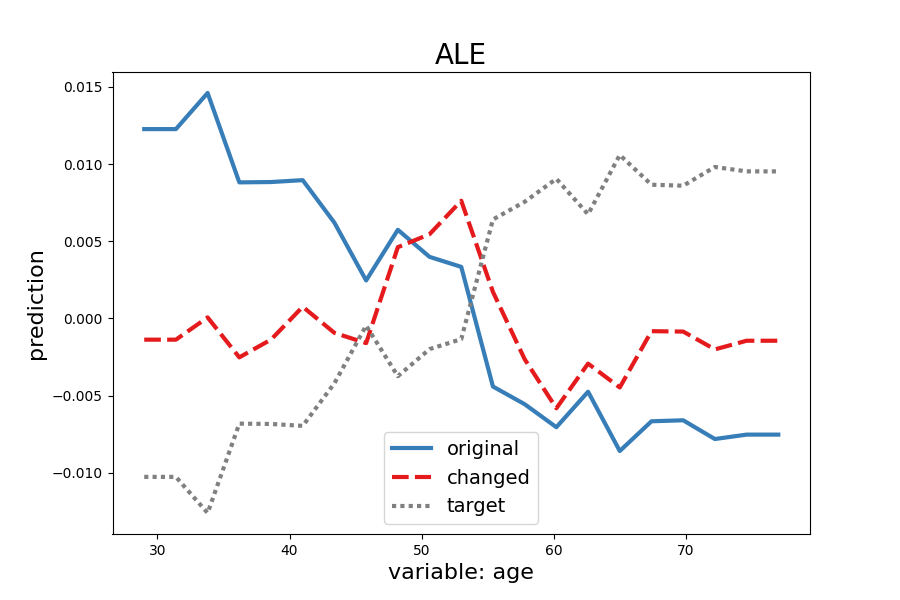 ALE
prediction
0.015
0.010
0.005
0.000
−0.005
−0.010
original
changed
target
30 40 50 60 70
variable: age